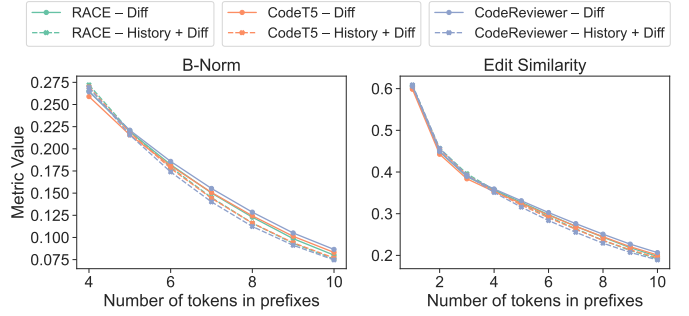 RACE – Diff
RACE – History + Diff
CodeT5 – Diff
CodeT5 – History + Diff
CodeReviewer – Diff
CodeReviewer – History + Diff
B-Norm
Metric Value
0.275
0.250
0.225
0.200
0.175
0.150
0.125
0.100
0.075
4 6 8 10
Number of tokens in prefixes
Edit Similarity
0.6
0.5
0.4
0.3
0.2
2 4 6 8 10
Number of tokens in prefixes